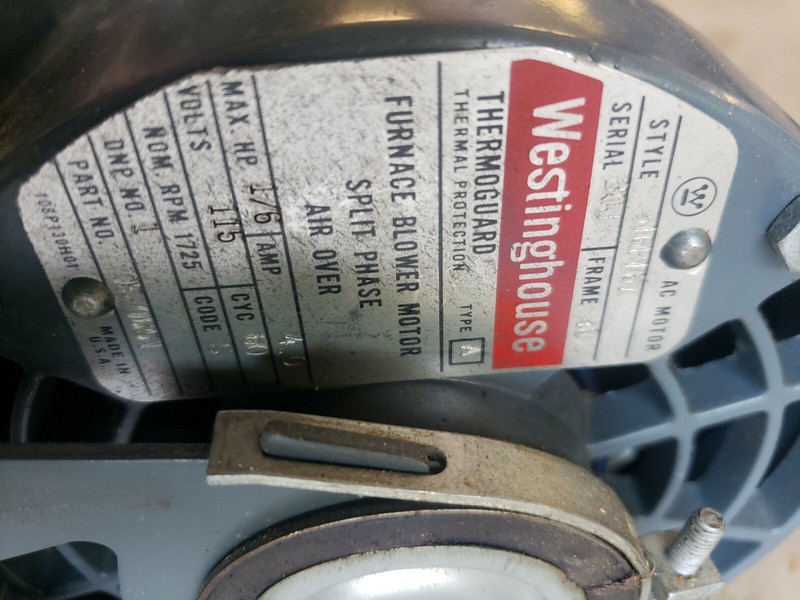 W AC MOTOR
STYLE
SERIAL FRAME
Westinghouse
THERMOGUARD
THERMAL PROTECTION TYPE A
FURNACE BLOWER MOTOR
SPLIT PHASE
AIR OVER
MAX. HP. 1/6 AMP
VOLTS 115 CYC 60
NOM. RPM 1725 CODE
DNP NO.
PART NO.
108P130H01 MADE IN
U.S.A.